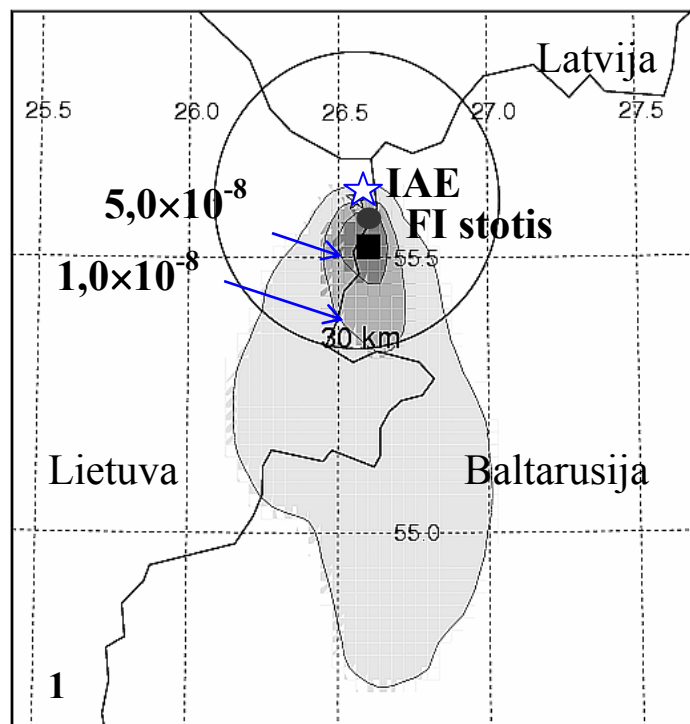 Latvija
25.5 26.0 26.5 27.0 27.5
IAE
5,0×10⁻⁸
FI stotis
55.5
1,0×10⁻⁸
30 km
Lietuva
Baltarusija
55.0
1